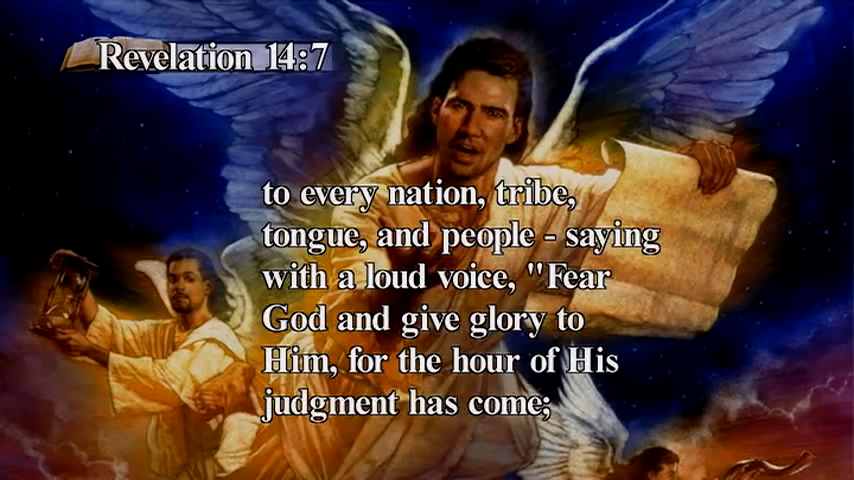 Revelation 14:7
to every nation, tribe,
tongue, and people - saying
with a loud voice, "Fear
God and give glory to
Him, for the hour of His
judgment has come;